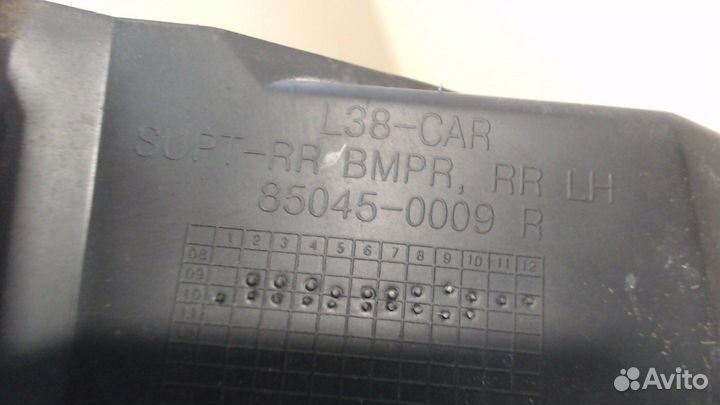 L38-CAR
SUPT-RR BMPR, RR LH
85045-0009 R
1 2 3 4 5 6 7 8 9 10 11 12
08
09
10
11
Avito